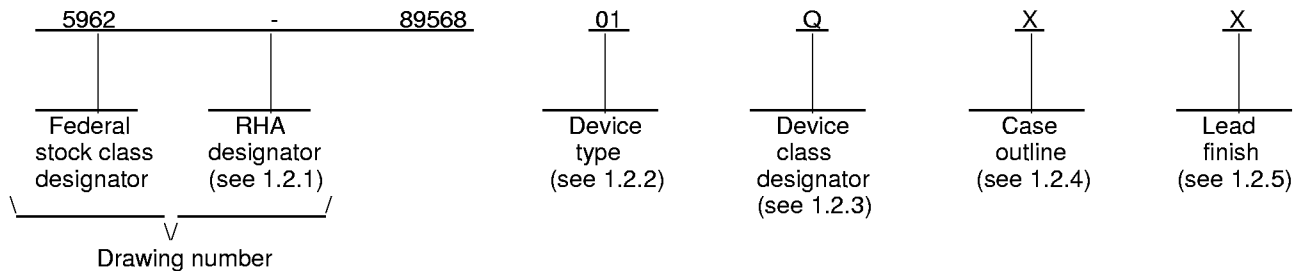 5962 - 89568 01 Q X X
Federal stock class designator
RHA designator (see 1.2.1)
Device type (see 1.2.2)
Device class designator (see 1.2.3)
Case outline (see 1.2.4)
Lead finish (see 1.2.5)
Drawing number